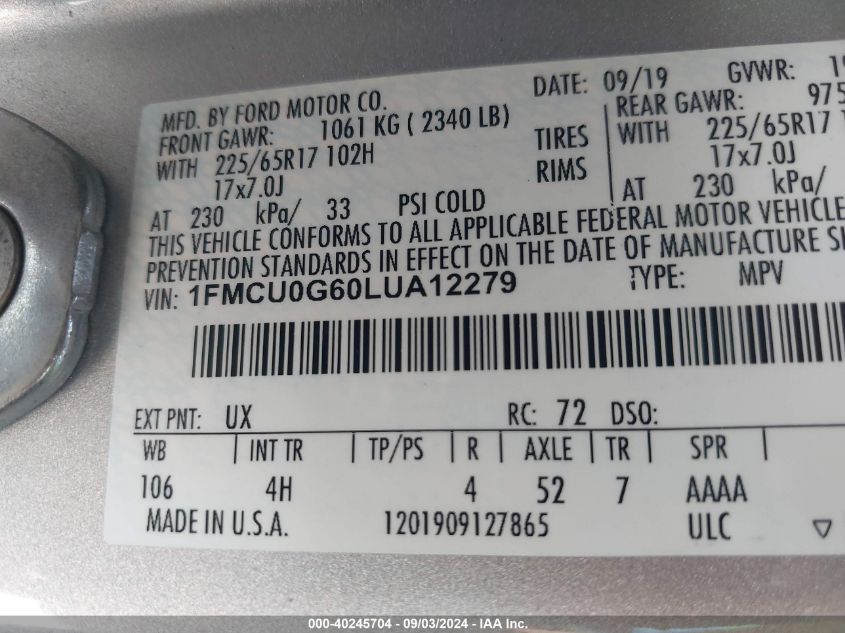 DATE: 09/19 GVWR: 19
MFD. BY FORD MOTOR CO.
FRONT GAWR: 1061 KG ( 2340 LB) REAR GAWR: 975
WITH 225/65R17 102H TIRES WITH 225/65R17
17x7.0J RIMS 17x7.0J
AT 230 kPa/ 33 PSI COLD AT 230 kPa/
THIS VEHICLE CONFORMS TO ALL APPLICABLE FEDERAL MOTOR VEHICLE
PREVENTION STANDARDS IN EFFECT ON THE DATE OF MANUFACTURE
VIN: 1FMCU0G60LUA12279 TYPE: MPV
EXT PNT: UX RC: 72 DSO:
WB INT TR TP/PS R AXLE TR SPR
106 4H 4 52 7 AAAA
MADE IN U.S.A. 1201909127865 ULC
000-40245704 - 09/03/2024 - IAA Inc.